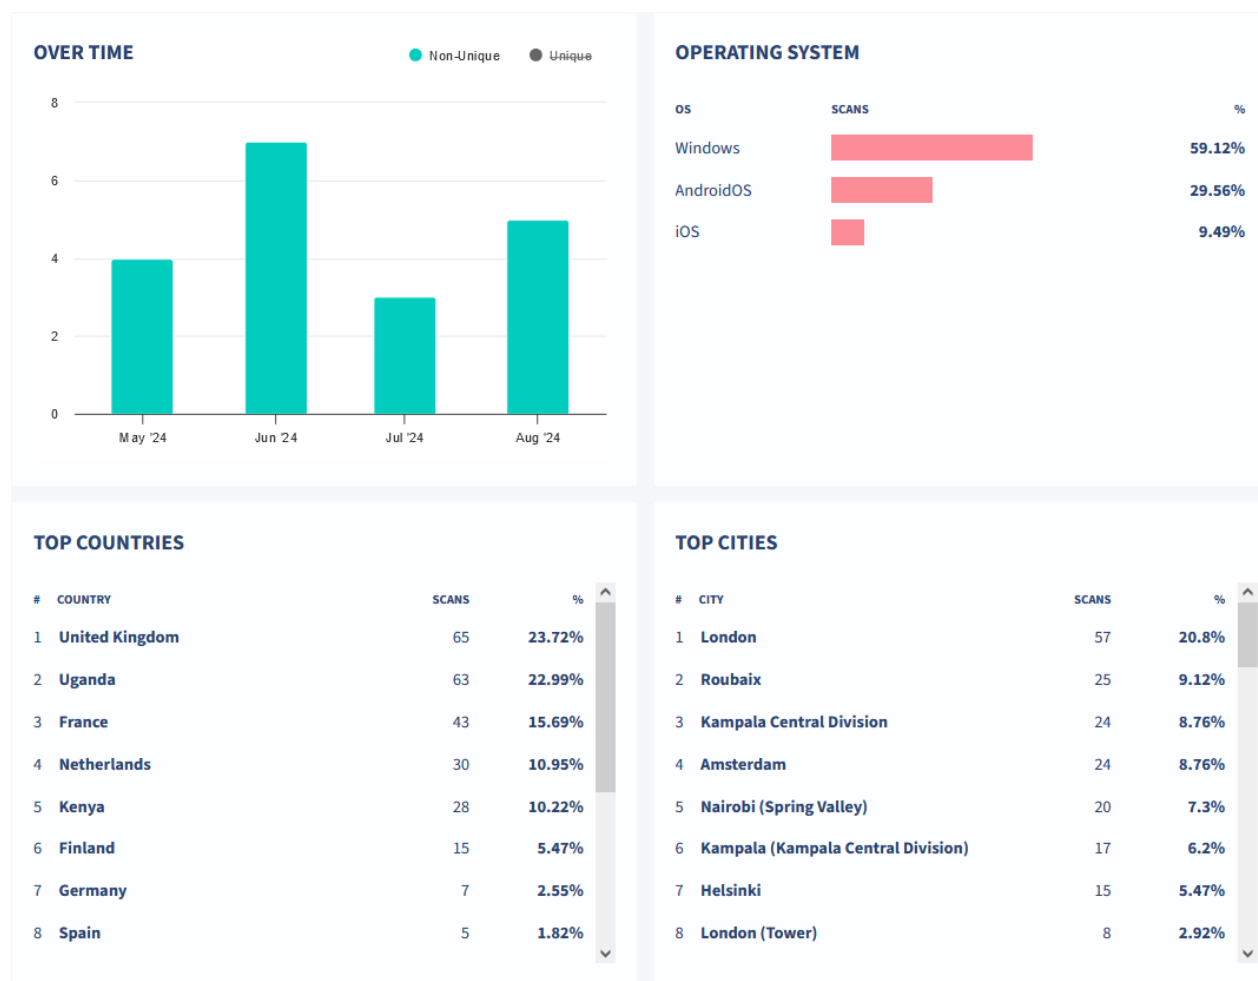 OVER TIME
Non-Unique Unique
8
6
4
2
0
May '24 Jun '24 Jul '24 Aug '24
OPERATING SYSTEM
OS SCANS %
Windows 59.12%
AndroidOS 29.56%
iOS 9.49%
TOP COUNTRIES
# COUNTRY SCANS %
1 United Kingdom 65 23.72%
2 Uganda 63 22.99%
3 France 43 15.69%
4 Netherlands 30 10.95%
5 Kenya 28 10.22%
6 Finland 15 5.47%
7 Germany 7 2.55%
8 Spain 5 1.82%
TOP CITIES
# CITY SCANS %
1 London 57 20.8%
2 Roubaix 25 9.12%
3 Kampala Central Division 24 8.76%
4 Amsterdam 24 8.76%
5 Nairobi (Spring Valley) 20 7.3%
6 Kampala (Kampala Central Division) 17 6.2%
7 Helsinki 15 5.47%
8 London (Tower) 8 2.92%